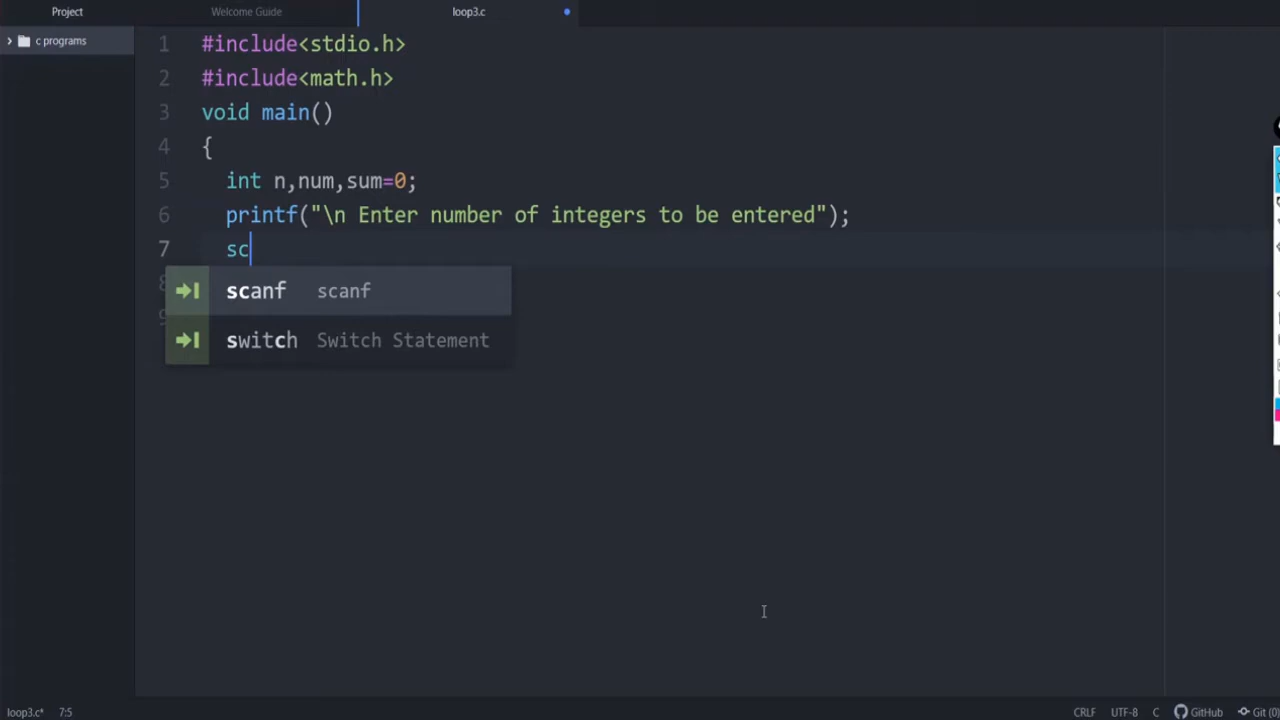 Project
Welcome Guide
loop3.c
c programs
1 #include<stdio.h>
2 #include<math.h>
3 void main()
4 {
5 int n,num,sum=0;
6 printf("\n Enter number of integers to be entered");
7 sc
scanf scanf
switch Switch Statement
loop3.c* 7:5
CRLF UTF-8 C GitHub Git (0)